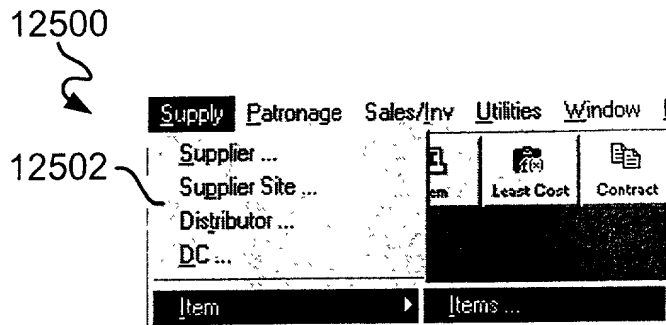 12500
Supply Patronage Sales/Inv Utilities Window
12502
Supplier ...
Supplier Site ...
Distributor ...
DC ...
Least Cost Contract
Item Items ...